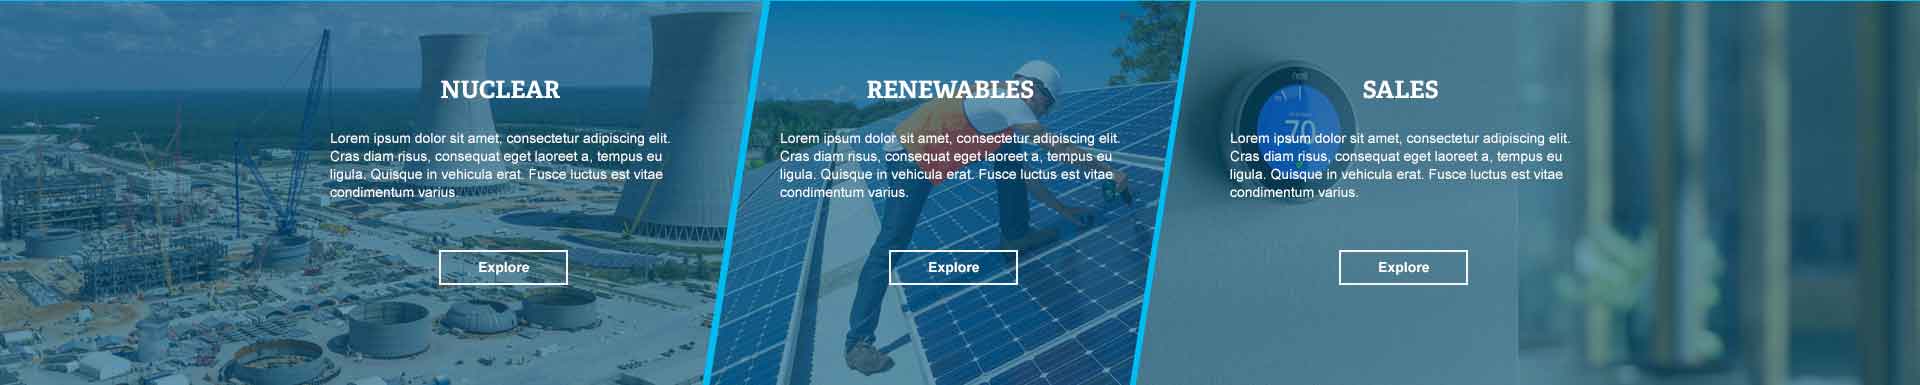 NUCLEAR
Lorem ipsum dolor sit amet, consectetur adipiscing elit.
Cras diam risus, consequat eget laoreet a, tempus eu
ligula. Quisque in vehicula erat. Fusce luctus est vitae
condimentum varius.
Explore
RENEWABLES
Lorem ipsum dolor sit amet, consectetur adipiscing elit.
Cras diam risus, consequat eget laoreet a, tempus eu
ligula. Quisque in vehicula erat. Fusce luctus est vitae
condimentum varius.
Explore
nest
70
SALES
Lorem ipsum dolor sit amet, consectetur adipiscing elit.
Cras diam risus, consequat eget laoreet a, tempus eu
ligula. Quisque in vehicula erat. Fusce luctus est vitae
condimentum varius.
Explore